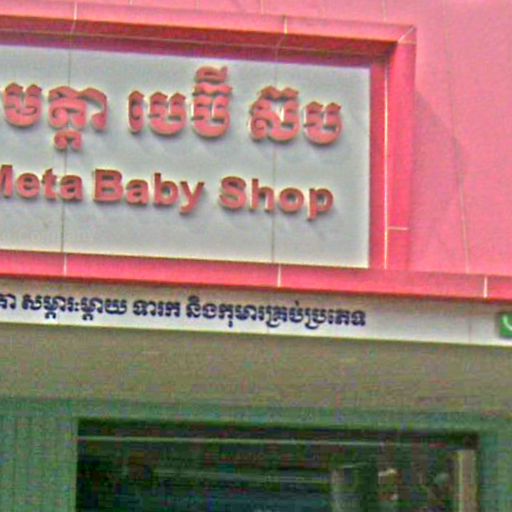 មេត្តា បេប៊ី ស៊ប
Meta Baby Shop
សម្ភារៈម្តាយ ទារក និងកុមារគ្រប់ប្រភេទ